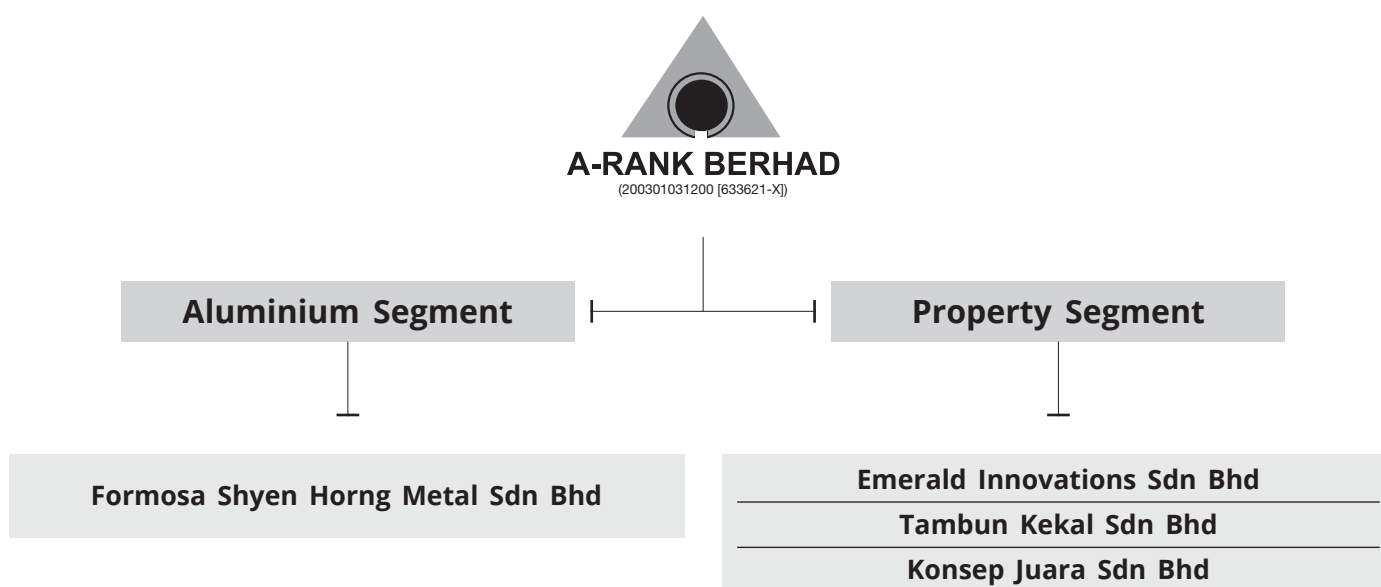 A-RANK BERHAD
(200301031200 [633621-X])
Aluminium Segment
Property Segment
Formosa Shyen Horng Metal Sdn Bhd
Emerald Innovations Sdn Bhd
Tambun Kekal Sdn Bhd
Konsep Juara Sdn Bhd